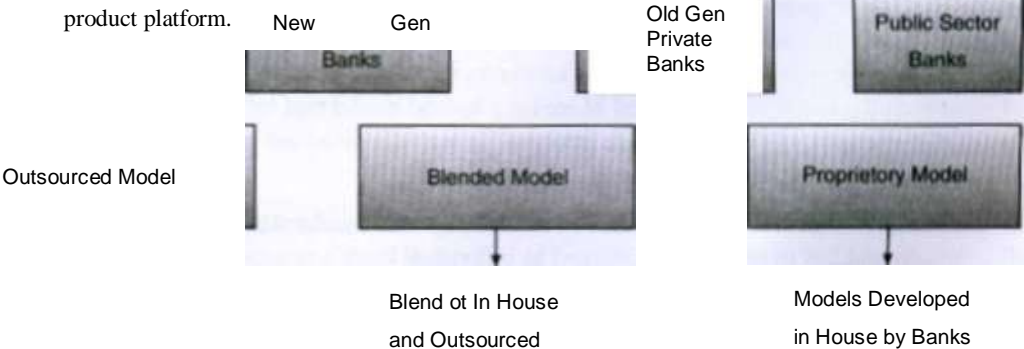 product platform.
New Gen
Banks
Old Gen
Private
Banks
Public Sector
Banks
Outsourced Model
Blended Model
Proprietory Model
Blend ot In House
and Outsourced
Models Developed
in House by Banks